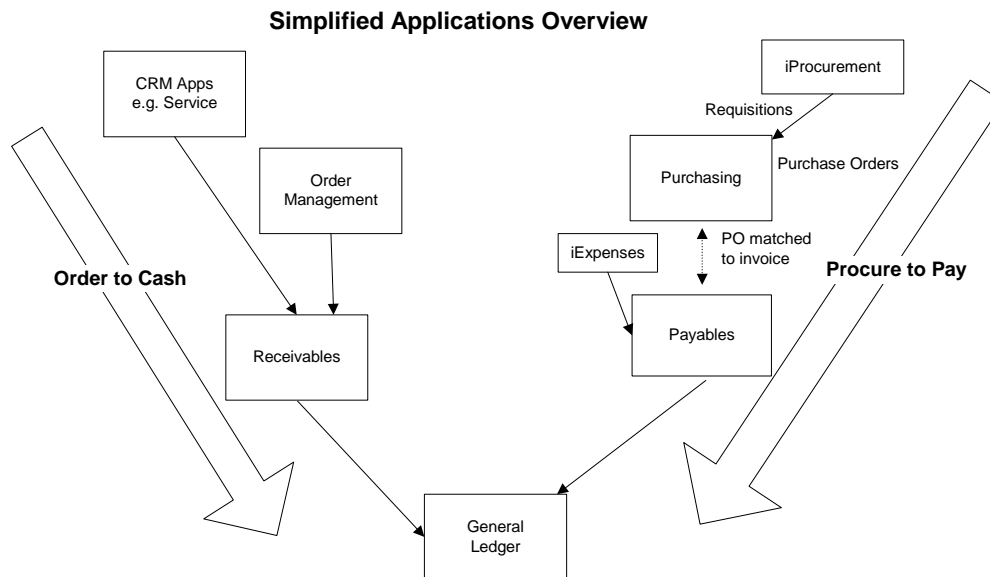 Simplified Applications Overview
CRM Apps
e.g. Service
iProcurement
Requisitions
Order
Management
Purchasing
Purchase Orders
iExpenses
PO matched
to invoice
Order to Cash
Procure to Pay
Receivables
Payables
General
Ledger